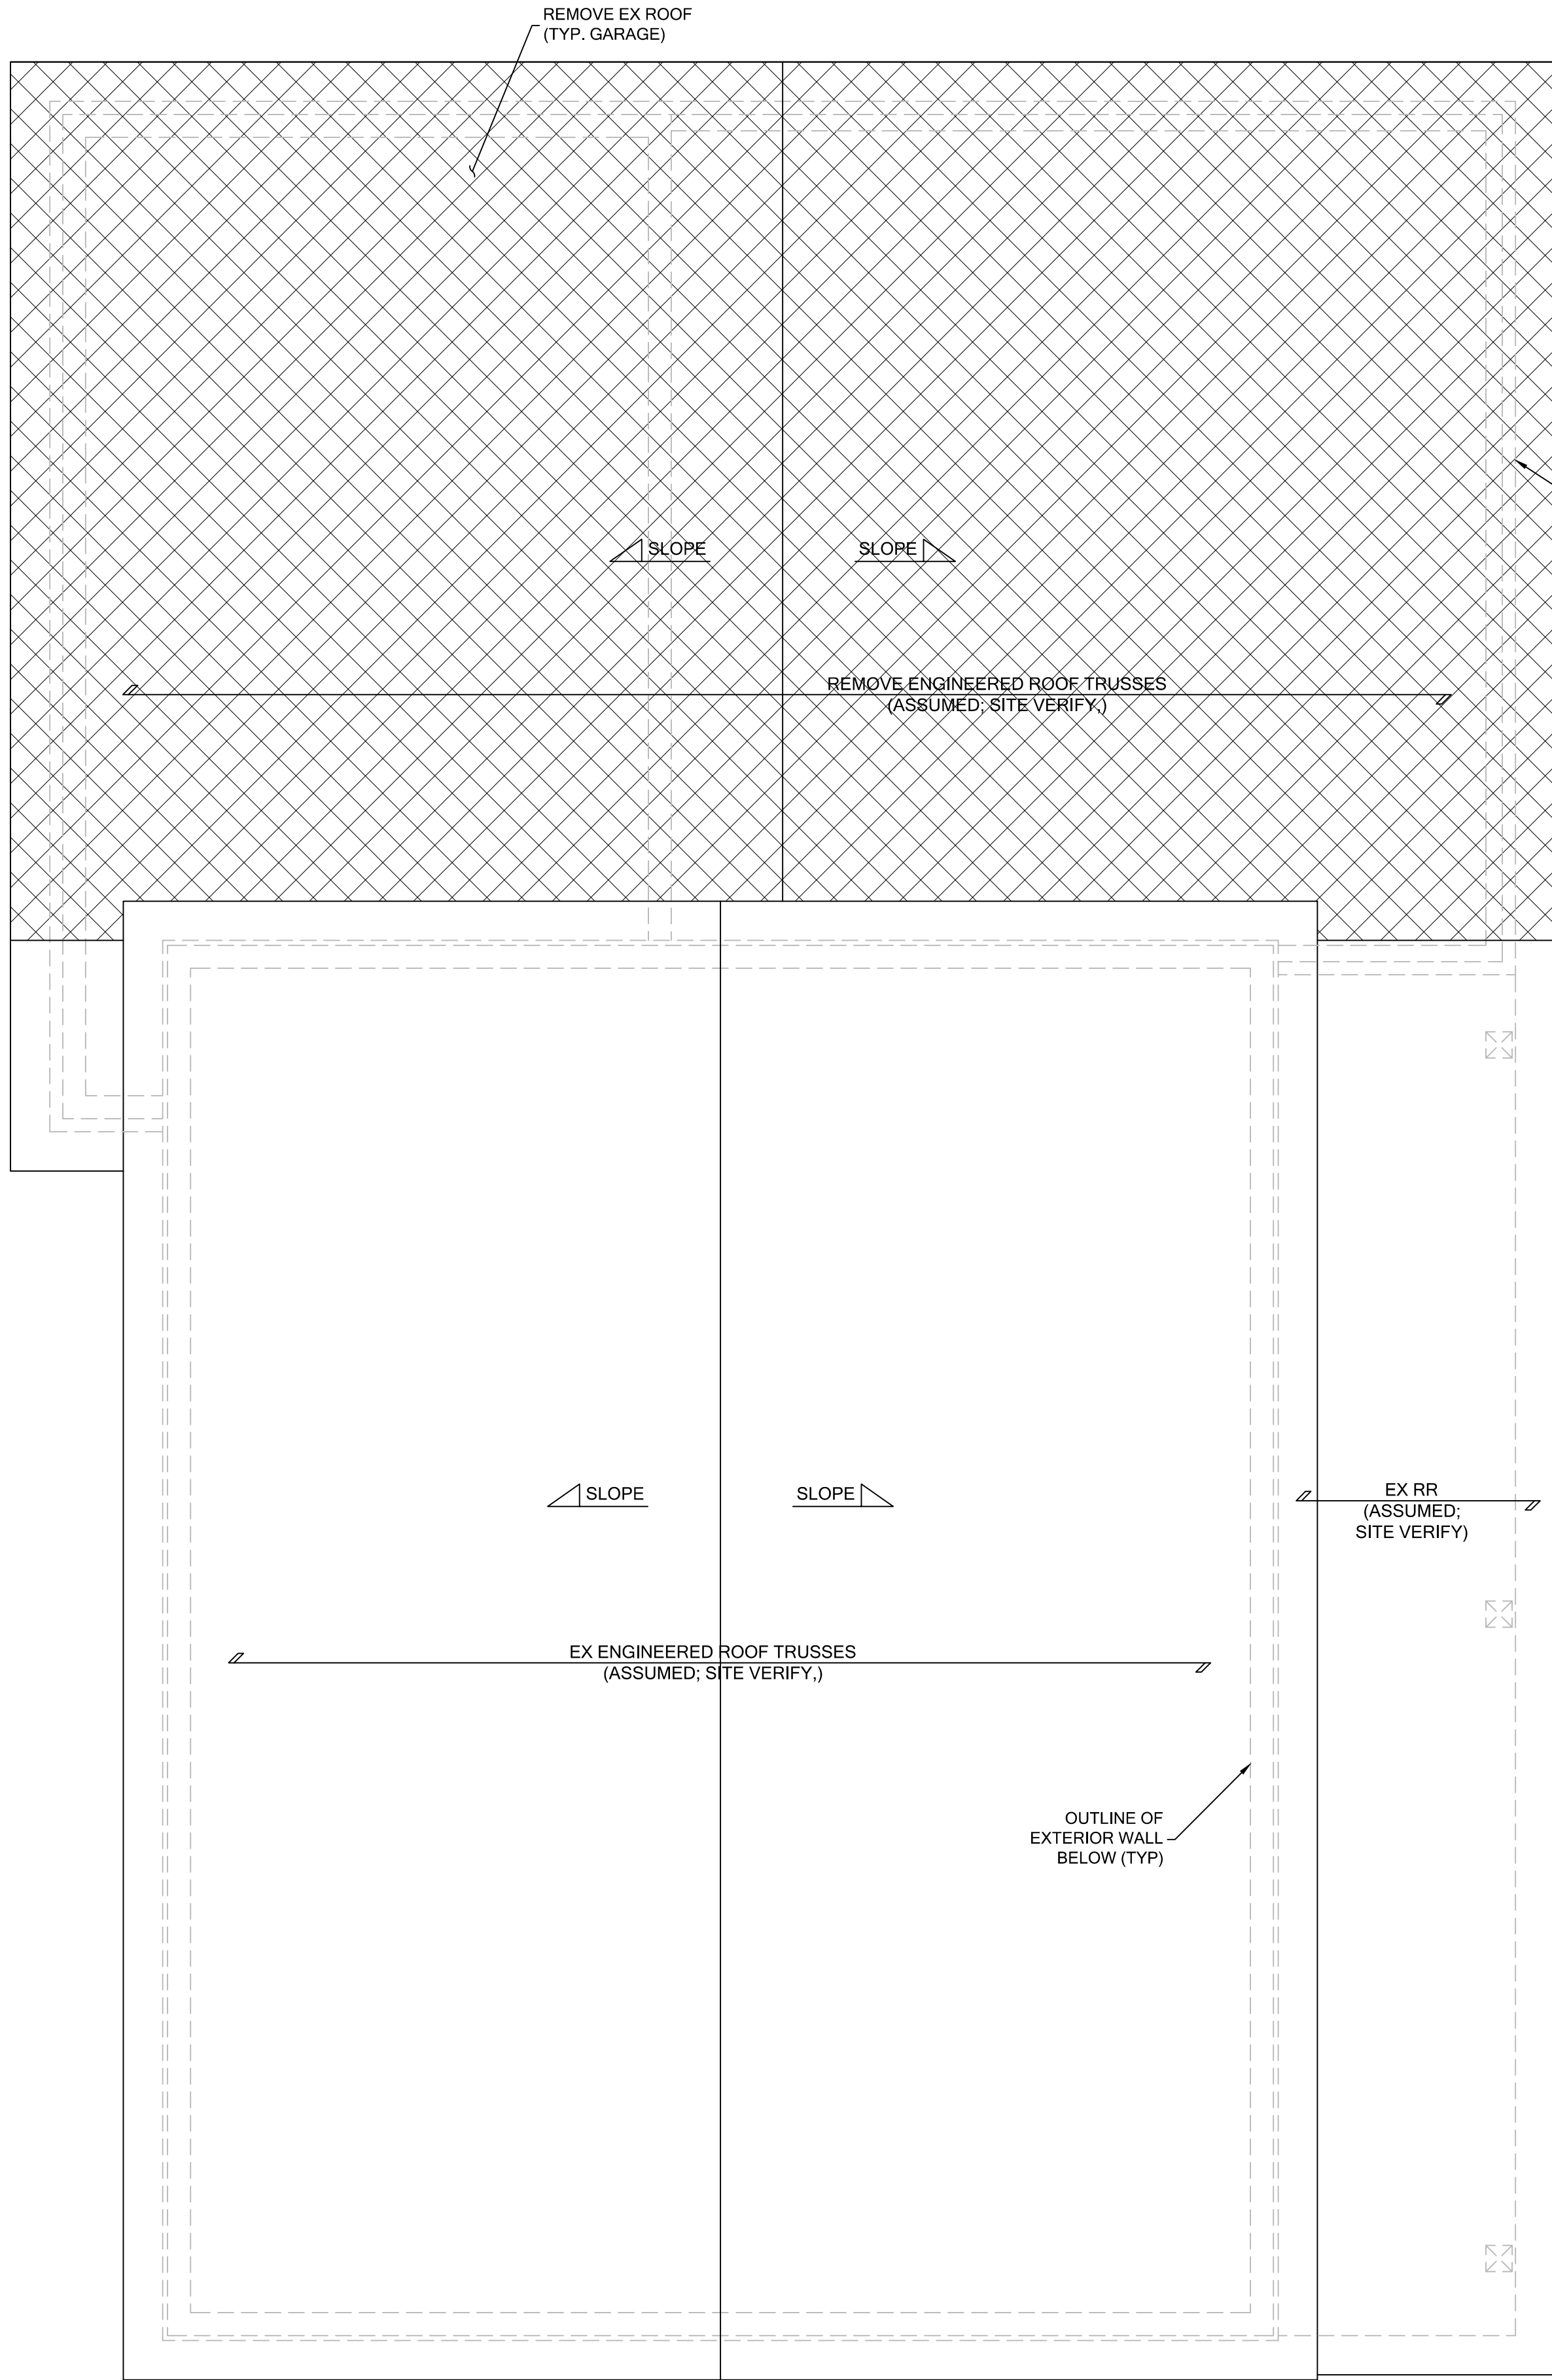 REMOVE EX ROOF
(TYP. GARAGE)
SLOPE
SLOPE
REMOVE ENGINEERED ROOF TRUSSES
(ASSUMED; SITE VERIFY,)
SLOPE
SLOPE
EX RR
(ASSUMED;
SITE VERIFY)
EX ENGINEERED ROOF TRUSSES
(ASSUMED; SITE VERIFY,)
OUTLINE OF
EXTERIOR WALL
BELOW (TYP)